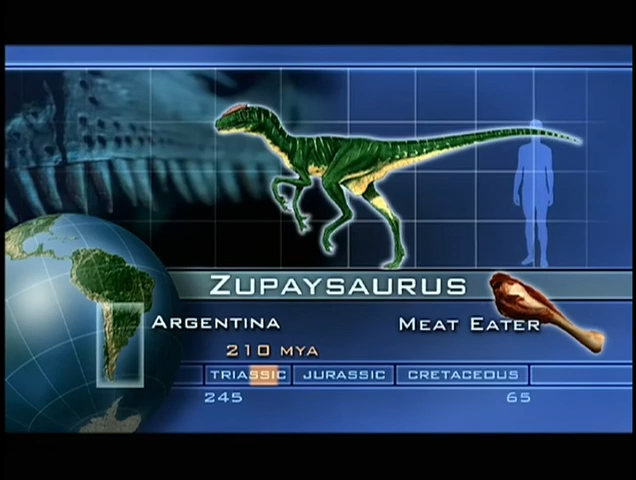 ZUPAYSAURUS
ARGENTINA
MEAT EATER
210 MYA
TRIASSIC JURASSIC CRETACEOUS
245 65